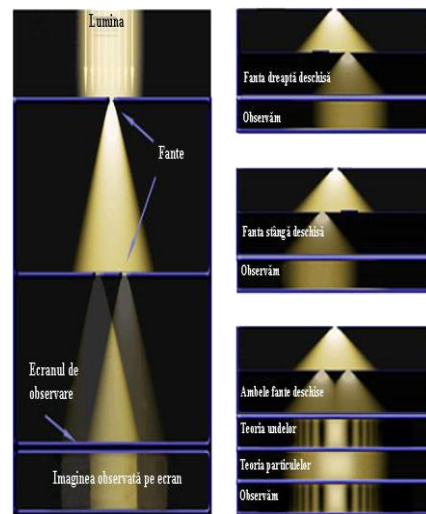 Lumina
Fante
Ecranul de
observare
Imaginea observată pe ecran
Fanta dreaptă deschisă
Observăm
Fanta stângă deschisă
Observăm
Ambele fante deschise
Teoria undelor
Teoria particulelor
Observăm